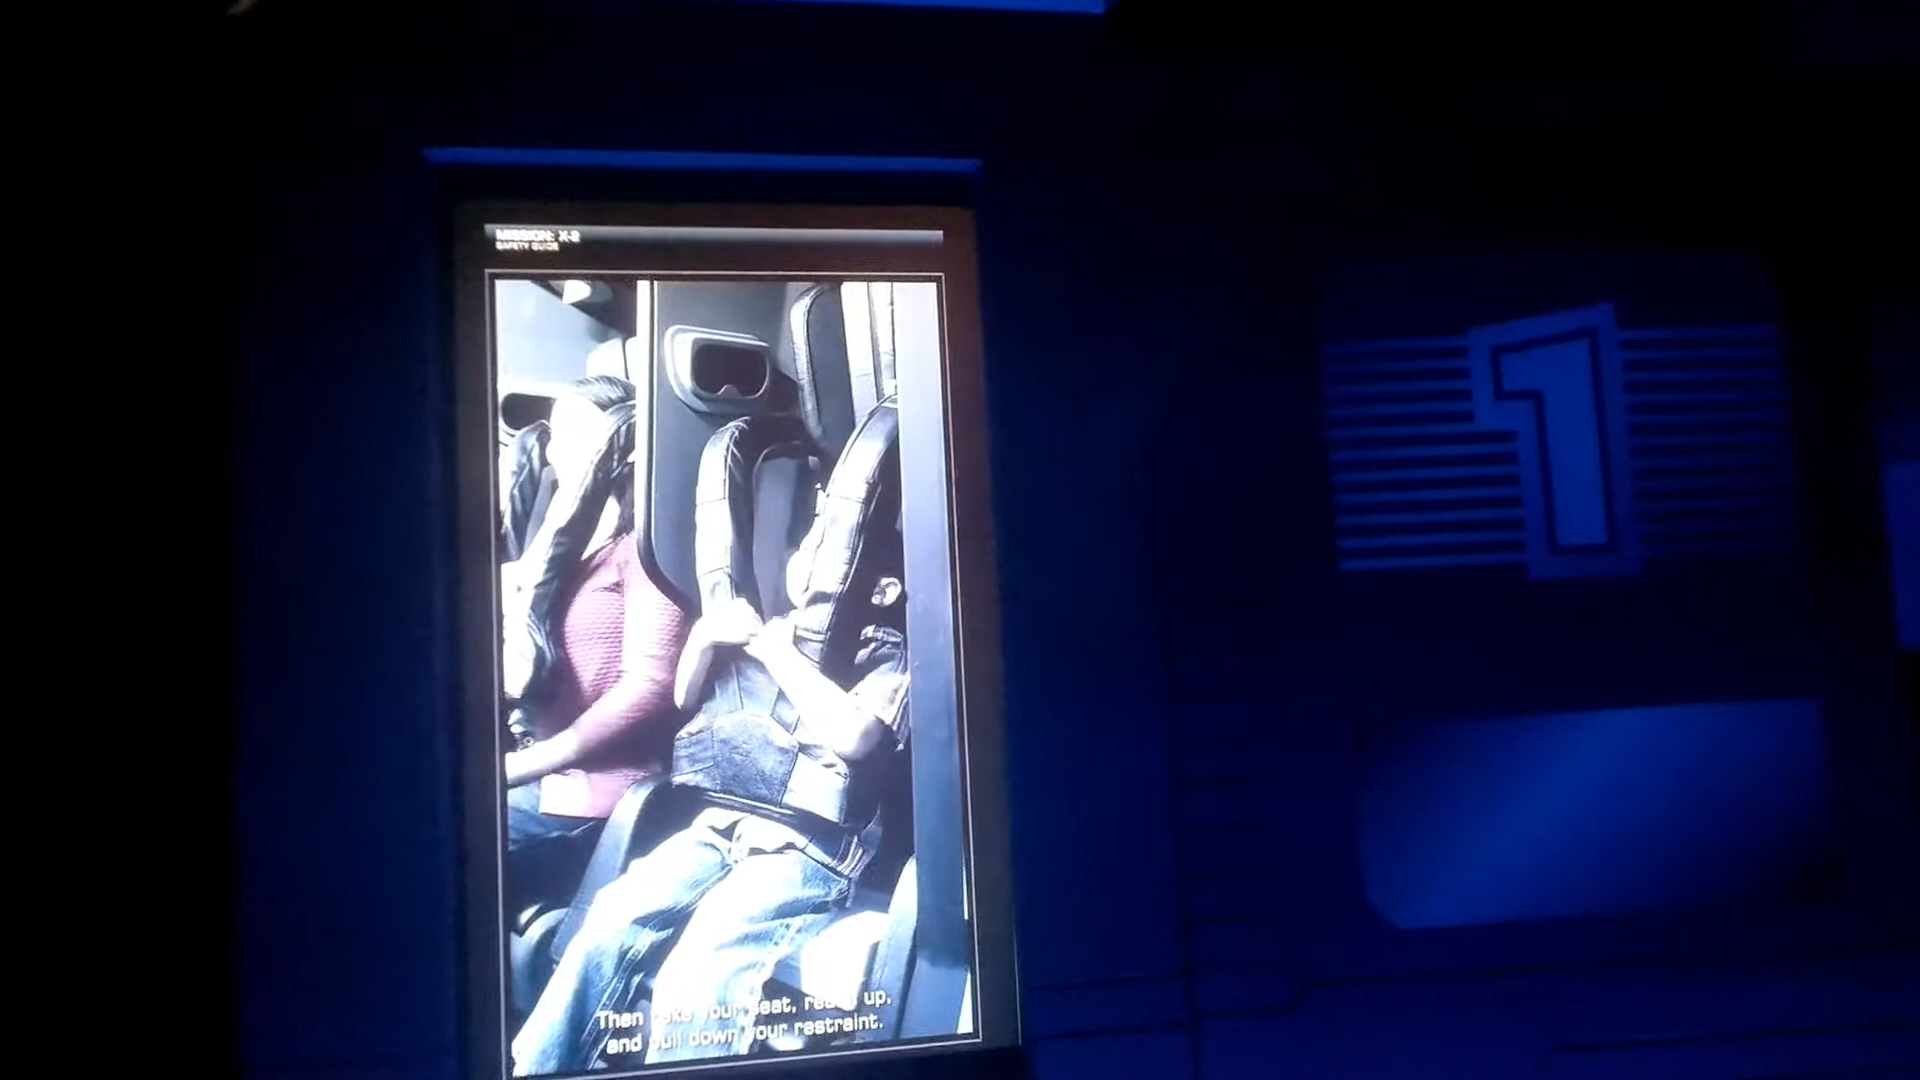 MISSION: X-2
SAFETY GUIDE
1
Then take your seat, reach up,
and pull down your restraint.